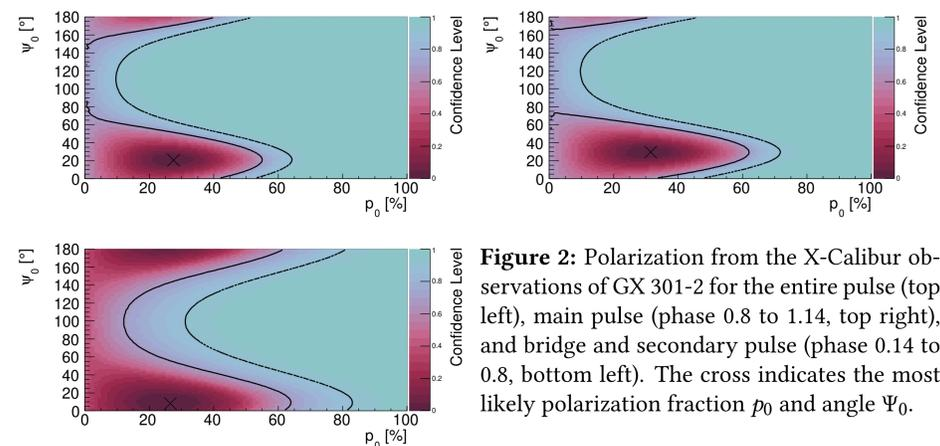 180
160
140
120
100
80
60
40
20
0
Ψ0 [°]
0 20 40 60 80 100
p0 [%]
1
0.8
0.6
0.4
0.2
0
Confidence Level
180
160
140
120
100
80
60
40
20
0
Ψ0 [°]
0 20 40 60 80 100
p0 [%]
1
0.8
0.6
0.4
0.2
0
Confidence Level
180
160
140
120
100
80
60
40
20
0
Ψ0 [°]
0 20 40 60 80 100
p0 [%]
1
0.8
0.6
0.4
0.2
0
Confidence Level
Figure 2: Polarization from the X-Calibur ob-
servations of GX 301-2 for the entire pulse (top
left), main pulse (phase 0.8 to 1.14, top right),
and bridge and secondary pulse (phase 0.14 to
0.8, bottom left). The cross indicates the most
likely polarization fraction p0 and angle Ψ0.